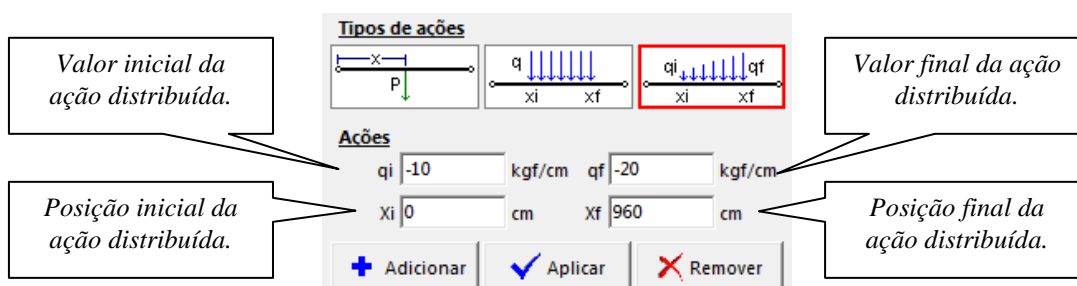 Tipos de ações
x
P
q
xi xf
qi qf
xi xf
Valor inicial da
ação distribuída.
Valor final da ação
distribuída.
Ações
qi -10 kgf/cm qf -20 kgf/cm
Xi 0 cm Xf 960 cm
Posição inicial da
ação distribuída.
Posição final da
ação distribuída.
Adicionar Aplicar Remover